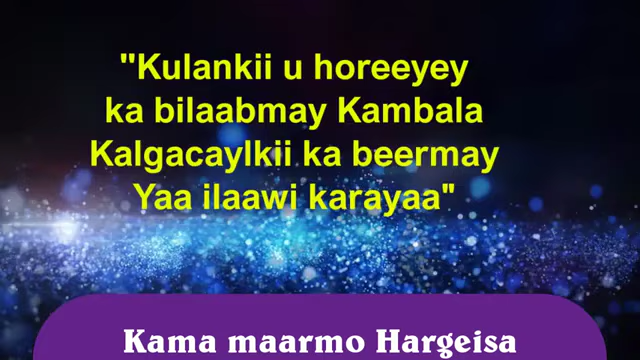 "Kulankii u horeeyey
ka bilaabmay Kambala
Kalgacaylkii ka beermay
Yaa ilaawi karayaa"
Kama maarmo Hargeisa